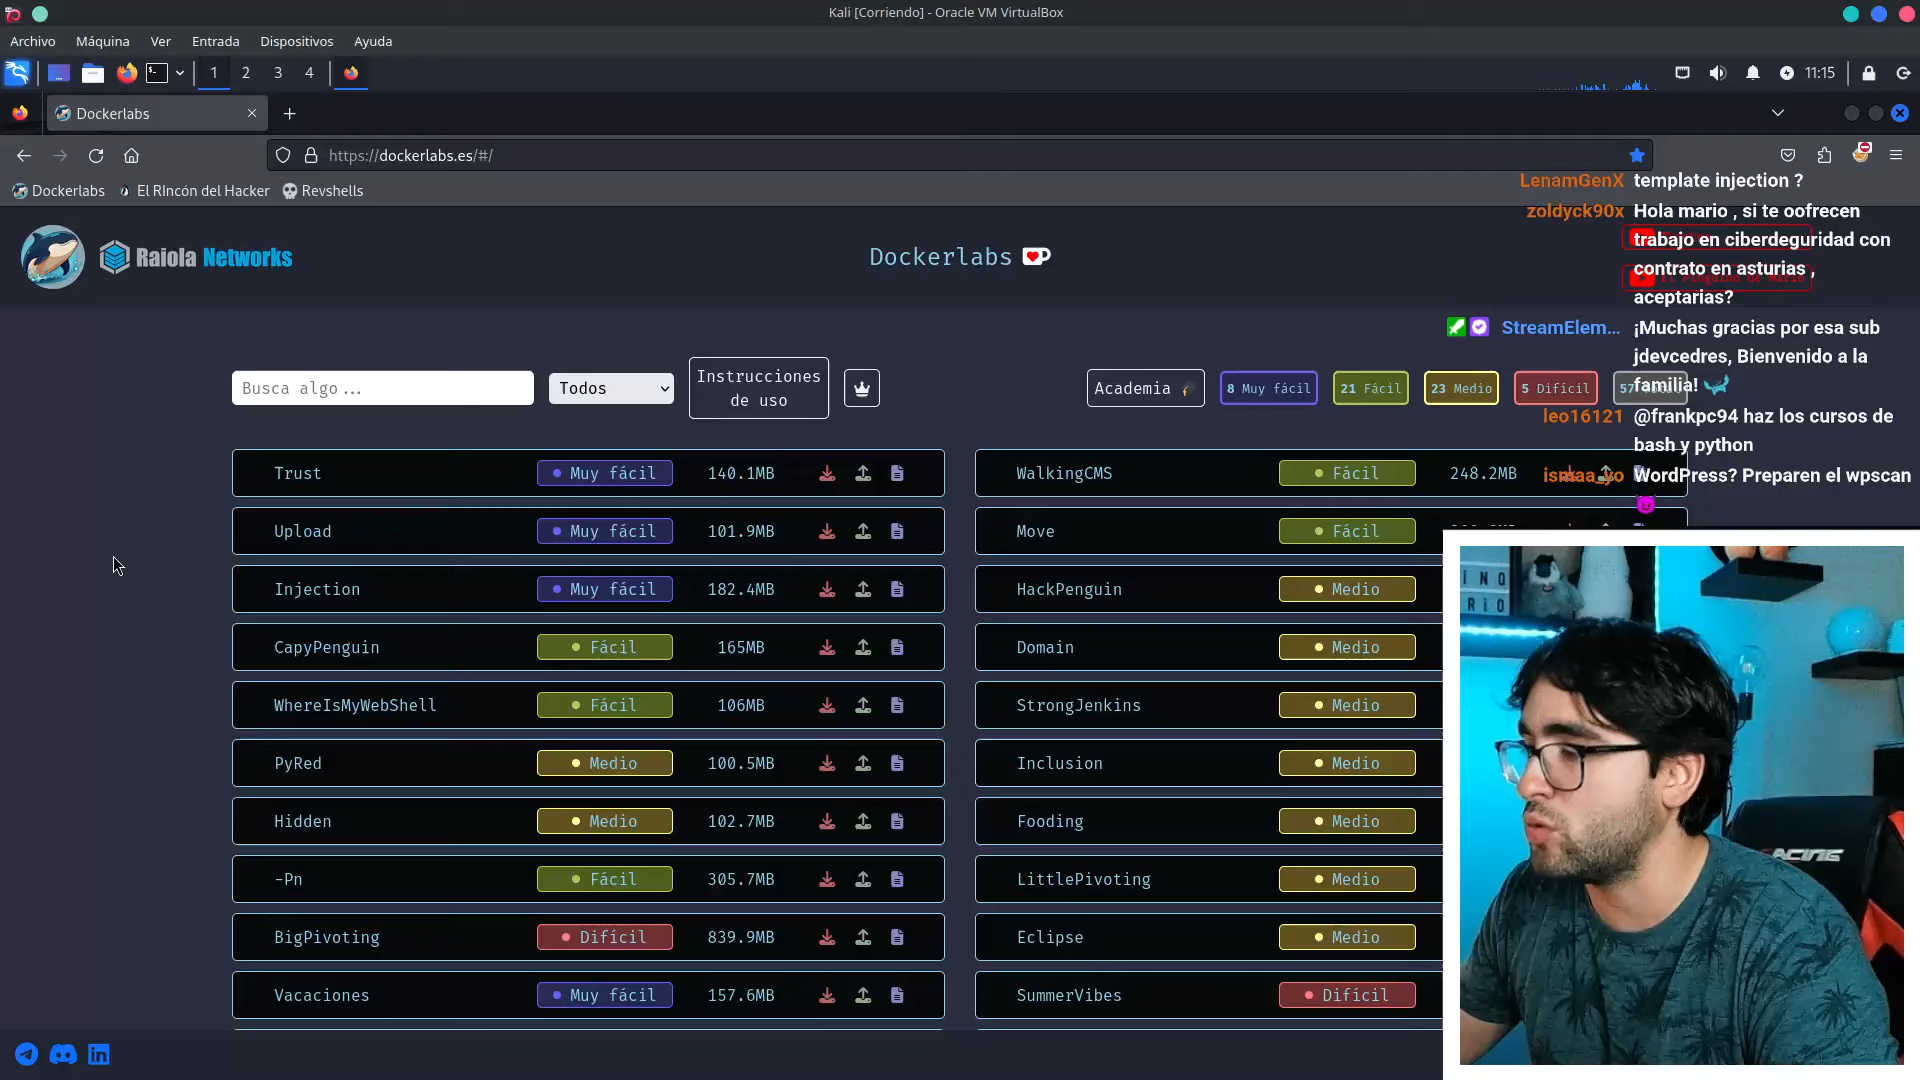 Kali [Corriendo] - Oracle VM VirtualBox
Archivo Máquina Ver Entrada Dispositivos Ayuda
1 2 3 4 11:15
Dockerlabs
https://dockerlabs.es/#/
Dockerlabs El RIncón del Hacker Revshells
LenamGenX template injection ?
zoldyck90x Hola mario , si te oofrecen
trabajo en ciberdeguridad con
contrato en asturias ,
aceptarias?
StreamElem... ¡Muchas gracias por esa sub
jdevcedres, Bienvenido a la
familia!
leo16121 @frankpc94 haz los cursos de
bash y python
ismaa_yo WordPress? Preparen el wpscan
Raiola Networks
Dockerlabs
Busca algo ...
Todos
Instrucciones
de uso
Academia
8 Muy fácil
21 Fácil
23 Medio
5 Difícil
57
Trust Muy fácil 140.1MB
WalkingCMS Fácil 248.2MB
Upload Muy fácil 101.9MB
Move Fácil
Injection Muy fácil 182.4MB
HackPenguin Medio
CapyPenguin Fácil 165MB
Domain Medio
WhereIsMyWebShell Fácil 106MB
StrongJenkins Medio
PyRed Medio 100.5MB
Inclusion Medio
Hidden Medio 102.7MB
Fooding Medio
-Pn Fácil 305.7MB
LittlePivoting Medio
BigPivoting Difícil 839.9MB
Eclipse Medio
Vacaciones Muy fácil 157.6MB
SummerVibes Difícil
INO
RIO
RACING